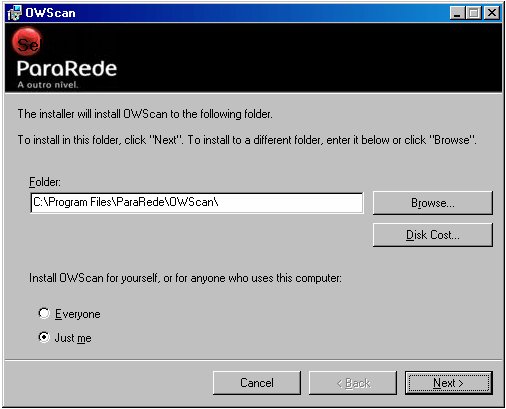 OWScan
Se
ParaRede
A outro nível.
The installer will install OWScan to the following folder.
To install in this folder, click "Next". To install to a different folder, enter it below or click "Browse".
Folder:
C:\Program Files\ParaRede\OWScan\
Browse...
Disk Cost...
Install OWScan for yourself, or for anyone who uses this computer:
Everyone
Just me
Cancel
< Back
Next >